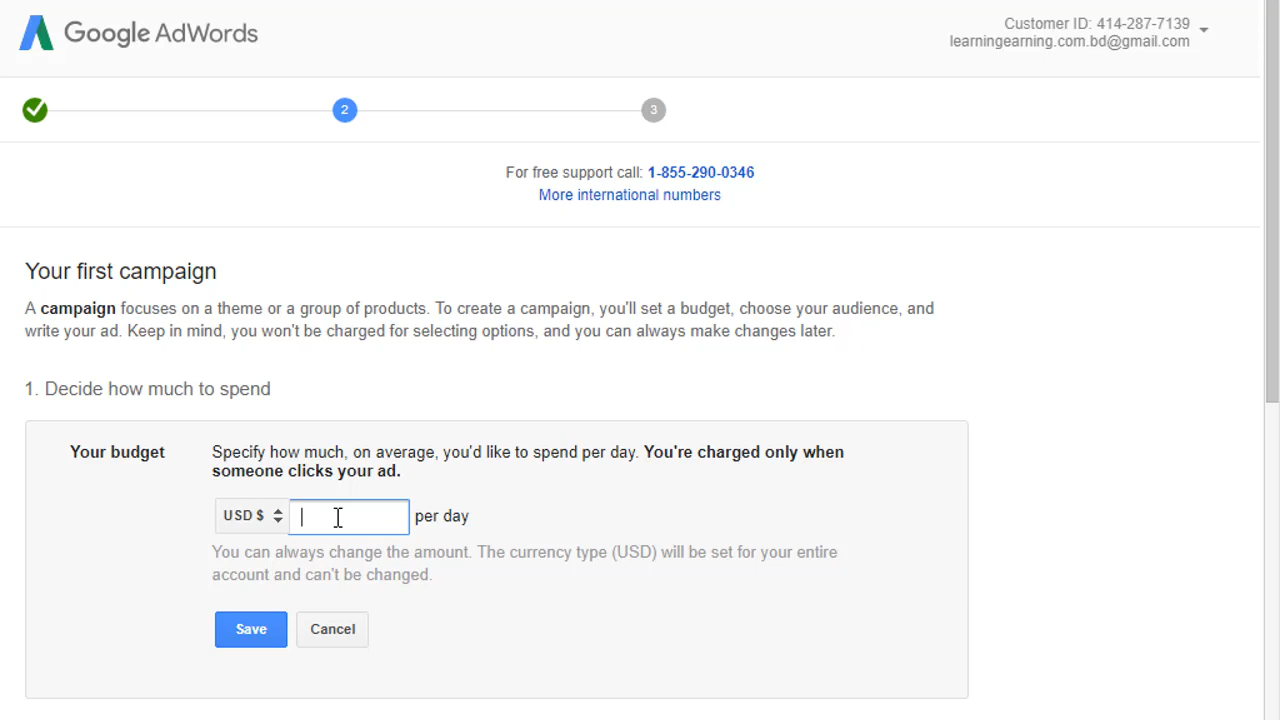 Google AdWords
Customer ID: 414-287-7139
learningearning.com.bd@gmail.com
2
3
For free support call: 1-855-290-0346
More international numbers
Your first campaign
A campaign focuses on a theme or a group of products. To create a campaign, you'll set a budget, choose your audience, and
write your ad. Keep in mind, you won't be charged for selecting options, and you can always make changes later.
1. Decide how much to spend
Your budget
Specify how much, on average, you'd like to spend per day. You're charged only when
someone clicks your ad.
USD $
per day
You can always change the amount. The currency type (USD) will be set for your entire
account and can't be changed.
Save
Cancel